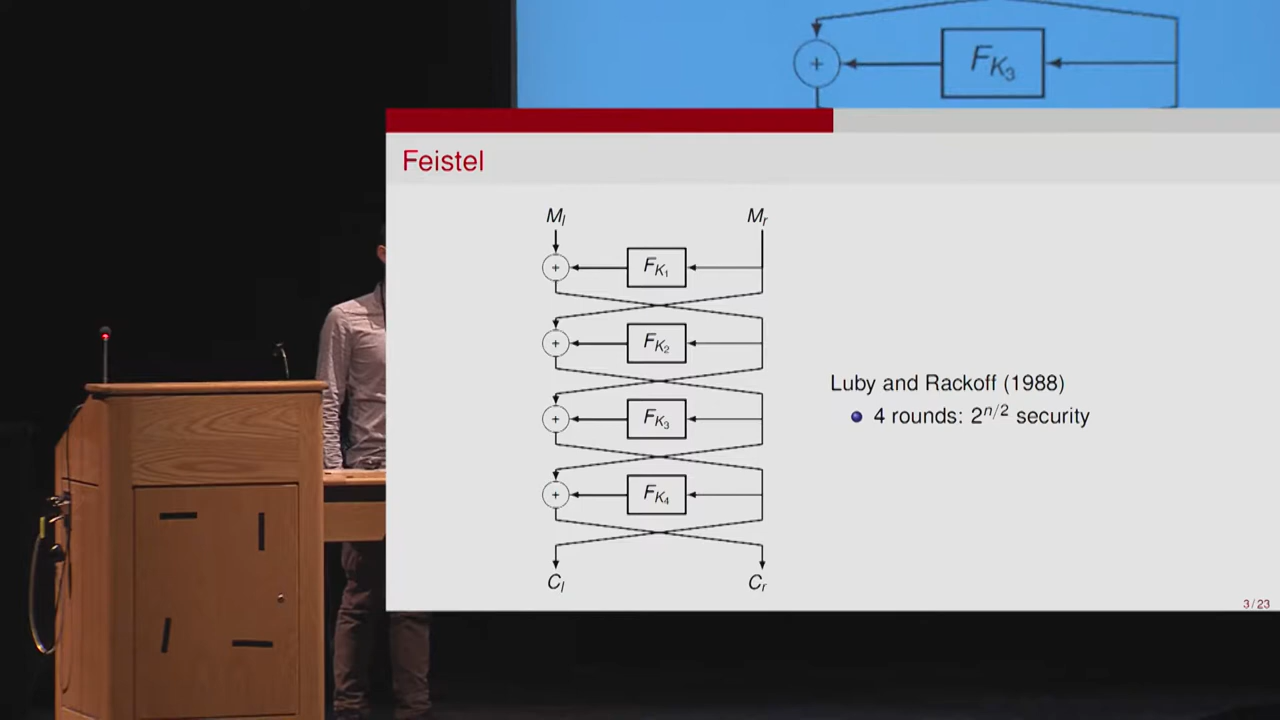 + F_{K_3}
Feistel
M_l M_r
+ F_{K_1}
+ F_{K_2}
+ F_{K_3}
+ F_{K_4}
C_l C_r
Luby and Rackoff (1988)
4 rounds: 2^{n/2} security
3 / 23